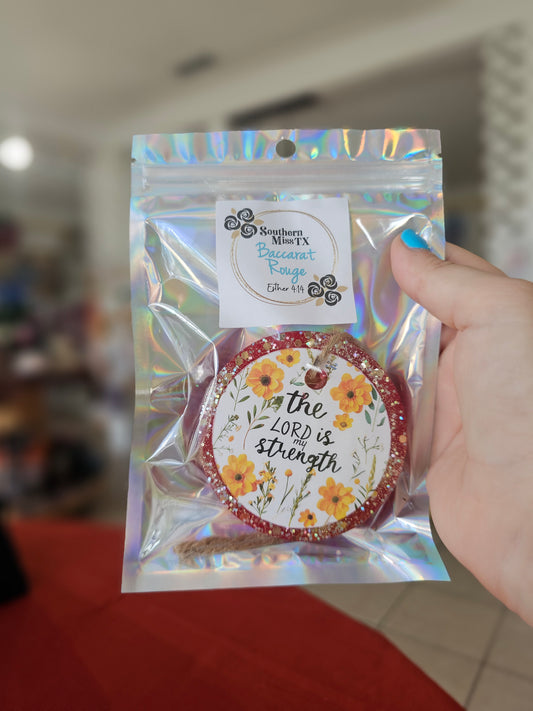 Southern
Miss TX
Baccarat
Rouge
Esther 4:14
the
LORD is
my
strength